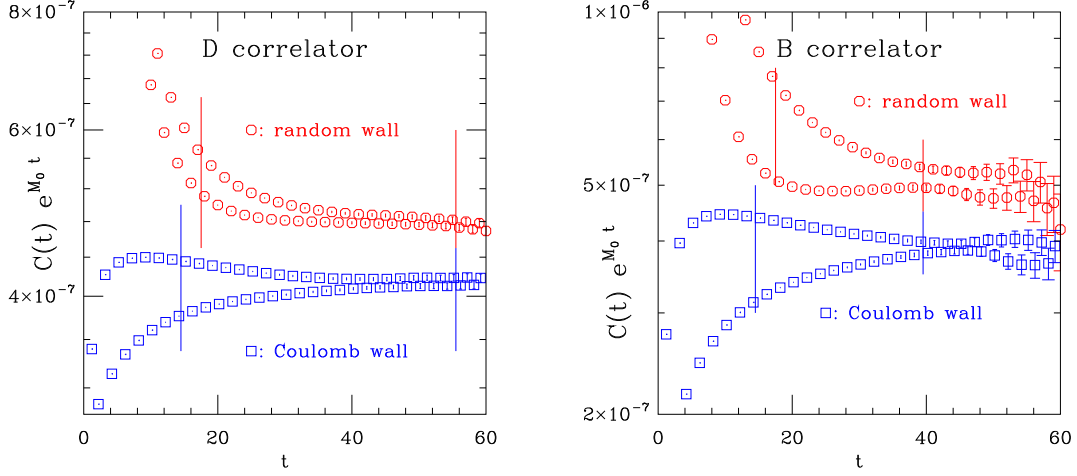 8×10⁻⁷
D correlator
○: random wall
6×10⁻⁷
C(t) e^{M₀ t}
4×10⁻⁷
□: Coulomb wall
0 20 40 60
t
1×10⁻⁶
B correlator
○: random wall
5×10⁻⁷
C(t) e^{M₀ t}
□: Coulomb wall
2×10⁻⁷
0 20 40 60
t